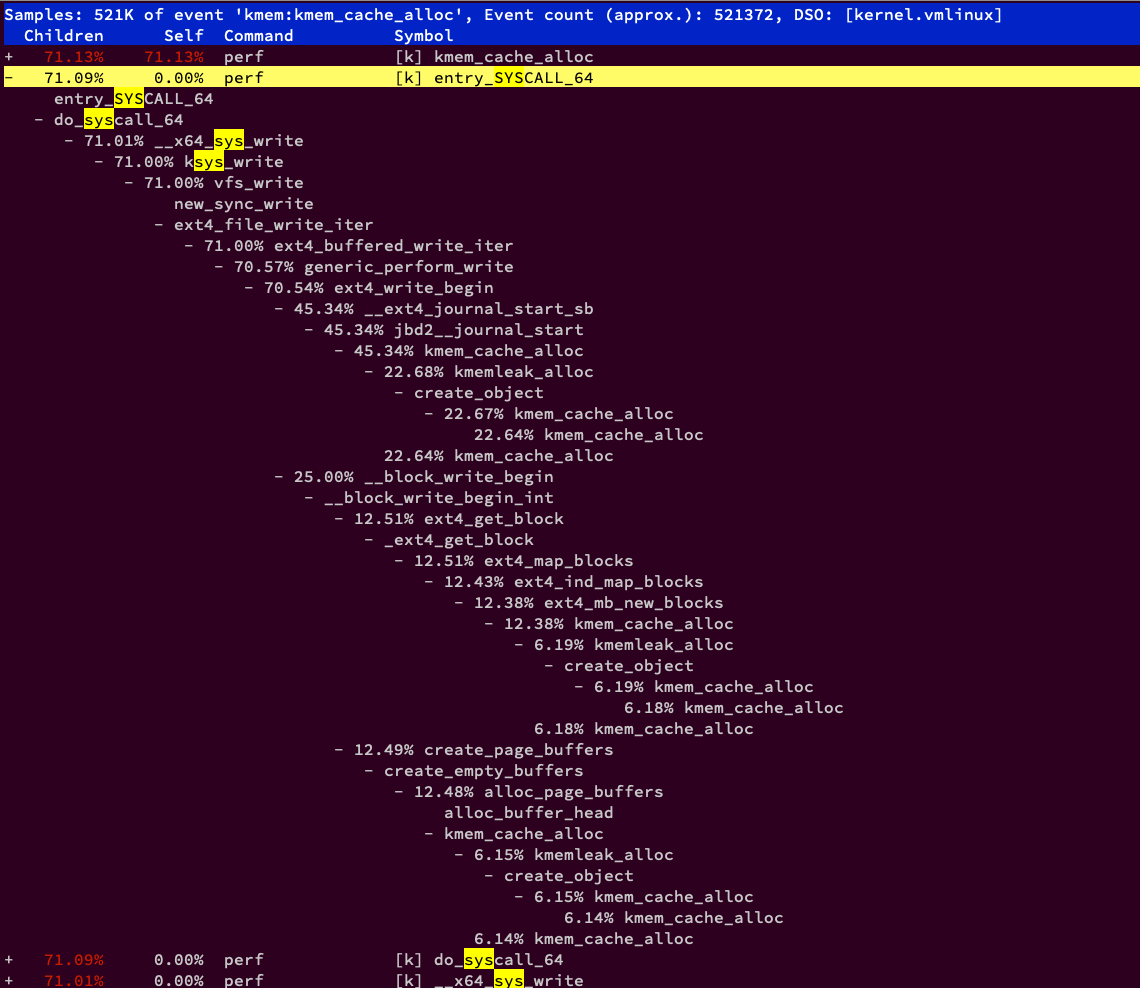 Samples: 521K of event 'kmem:kmem_cache_alloc', Event count (approx.): 521372, DSO: [kernel.vmlinux]
  Children      Self  Command          Symbol
+   71.13%    71.13%  perf             [k] kmem_cache_alloc
-   71.09%     0.00%  perf             [k] entry_SYSCALL_64
     entry_SYSCALL_64
   - do_syscall_64
      - 71.01% __x64_sys_write
         - 71.00% ksys_write
            - 71.00% vfs_write
                 new_sync_write
               - ext4_file_write_iter
                  - 71.00% ext4_buffered_write_iter
                     - 70.57% generic_perform_write
                        - 70.54% ext4_write_begin
                           - 45.34% __ext4_journal_start_sb
                              - 45.34% jbd2__journal_start
                                 - 45.34% kmem_cache_alloc
                                    - 22.68% kmemleak_alloc
                                       - create_object
                                          - 22.67% kmem_cache_alloc
                                               22.64% kmem_cache_alloc
                                      22.64% kmem_cache_alloc
                           - 25.00% __block_write_begin
                              - __block_write_begin_int
                                 - 12.51% ext4_get_block
                                    - _ext4_get_block
                                       - 12.51% ext4_map_blocks
                                          - 12.43% ext4_ind_map_blocks
                                             - 12.38% ext4_mb_new_blocks
                                                - 12.38% kmem_cache_alloc
                                                   - 6.19% kmemleak_alloc
                                                      - create_object
                                                         - 6.19% kmem_cache_alloc
                                                              6.18% kmem_cache_alloc
                                                     6.18% kmem_cache_alloc
                                 - 12.49% create_page_buffers
                                    - create_empty_buffers
                                       - 12.48% alloc_page_buffers
                                            alloc_buffer_head
                                          - kmem_cache_alloc
                                             - 6.15% kmemleak_alloc
                                                - create_object
                                                   - 6.15% kmem_cache_alloc
                                                        6.14% kmem_cache_alloc
                                               6.14% kmem_cache_alloc
+   71.09%     0.00%  perf             [k] do_syscall_64
+   71.01%     0.00%  perf             [k] __x64_sys_write